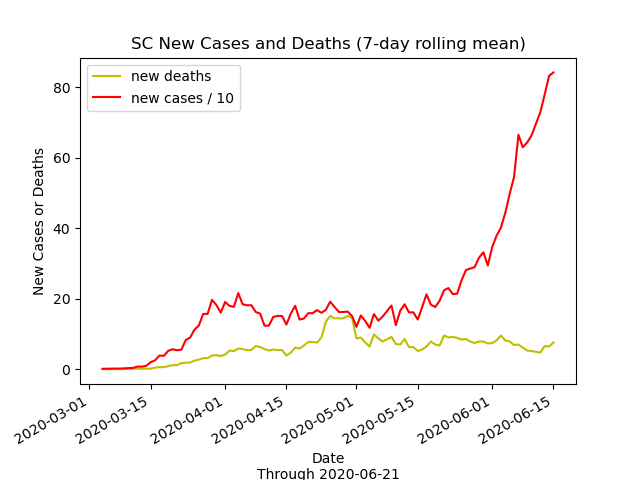 SC New Cases and Deaths (7-day rolling mean)
new deaths
new cases / 10
80
60
40
20
0
New Cases or Deaths
2020-03-01
2020-03-15
2020-04-01
2020-04-15
2020-05-01
2020-05-15
2020-06-01
2020-06-15
Date
Through 2020-06-21